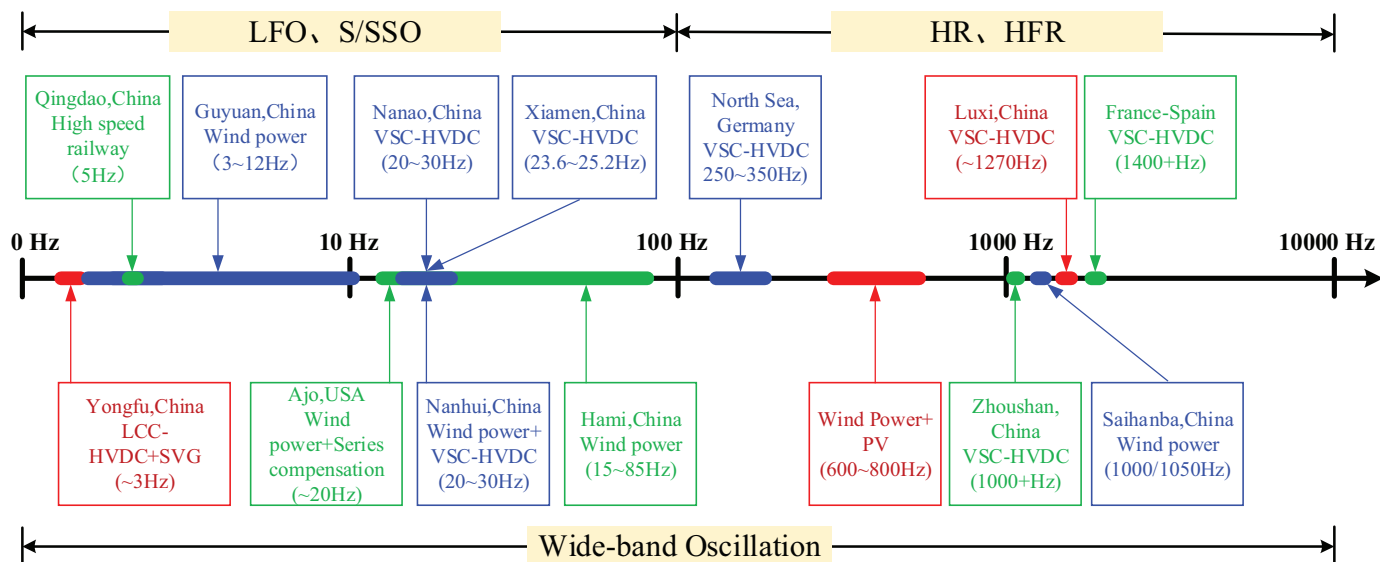 LFO、S/SSO
HR、HFR
Qingdao,China
High speed
railway
（5Hz）
Guyuan,China
Wind power
（3~12Hz）
Nanao,China
VSC-HVDC
(20~30Hz)
Xiamen,China
VSC-HVDC
(23.6~25.2Hz)
North Sea,
Germany
VSC-HVDC
250~350Hz)
Luxi,China
VSC-HVDC
(~1270Hz)
France-Spain
VSC-HVDC
(1400+Hz)
0 Hz
10 Hz
100 Hz
1000 Hz
10000 Hz
Yongfu,China
LCC-
HVDC+SVG
(~3Hz)
Ajo,USA
Wind
power+Series
compensation
(~20Hz)
Nanhui,China
Wind power+
VSC-HVDC
(20~30Hz)
Hami,China
Wind power
(15~85Hz)
Wind Power+
PV
(600~800Hz)
Zhoushan,
China
VSC-HVDC
(1000+Hz)
Saihanba,China
Wind power
(1000/1050Hz)
Wide-band Oscillation